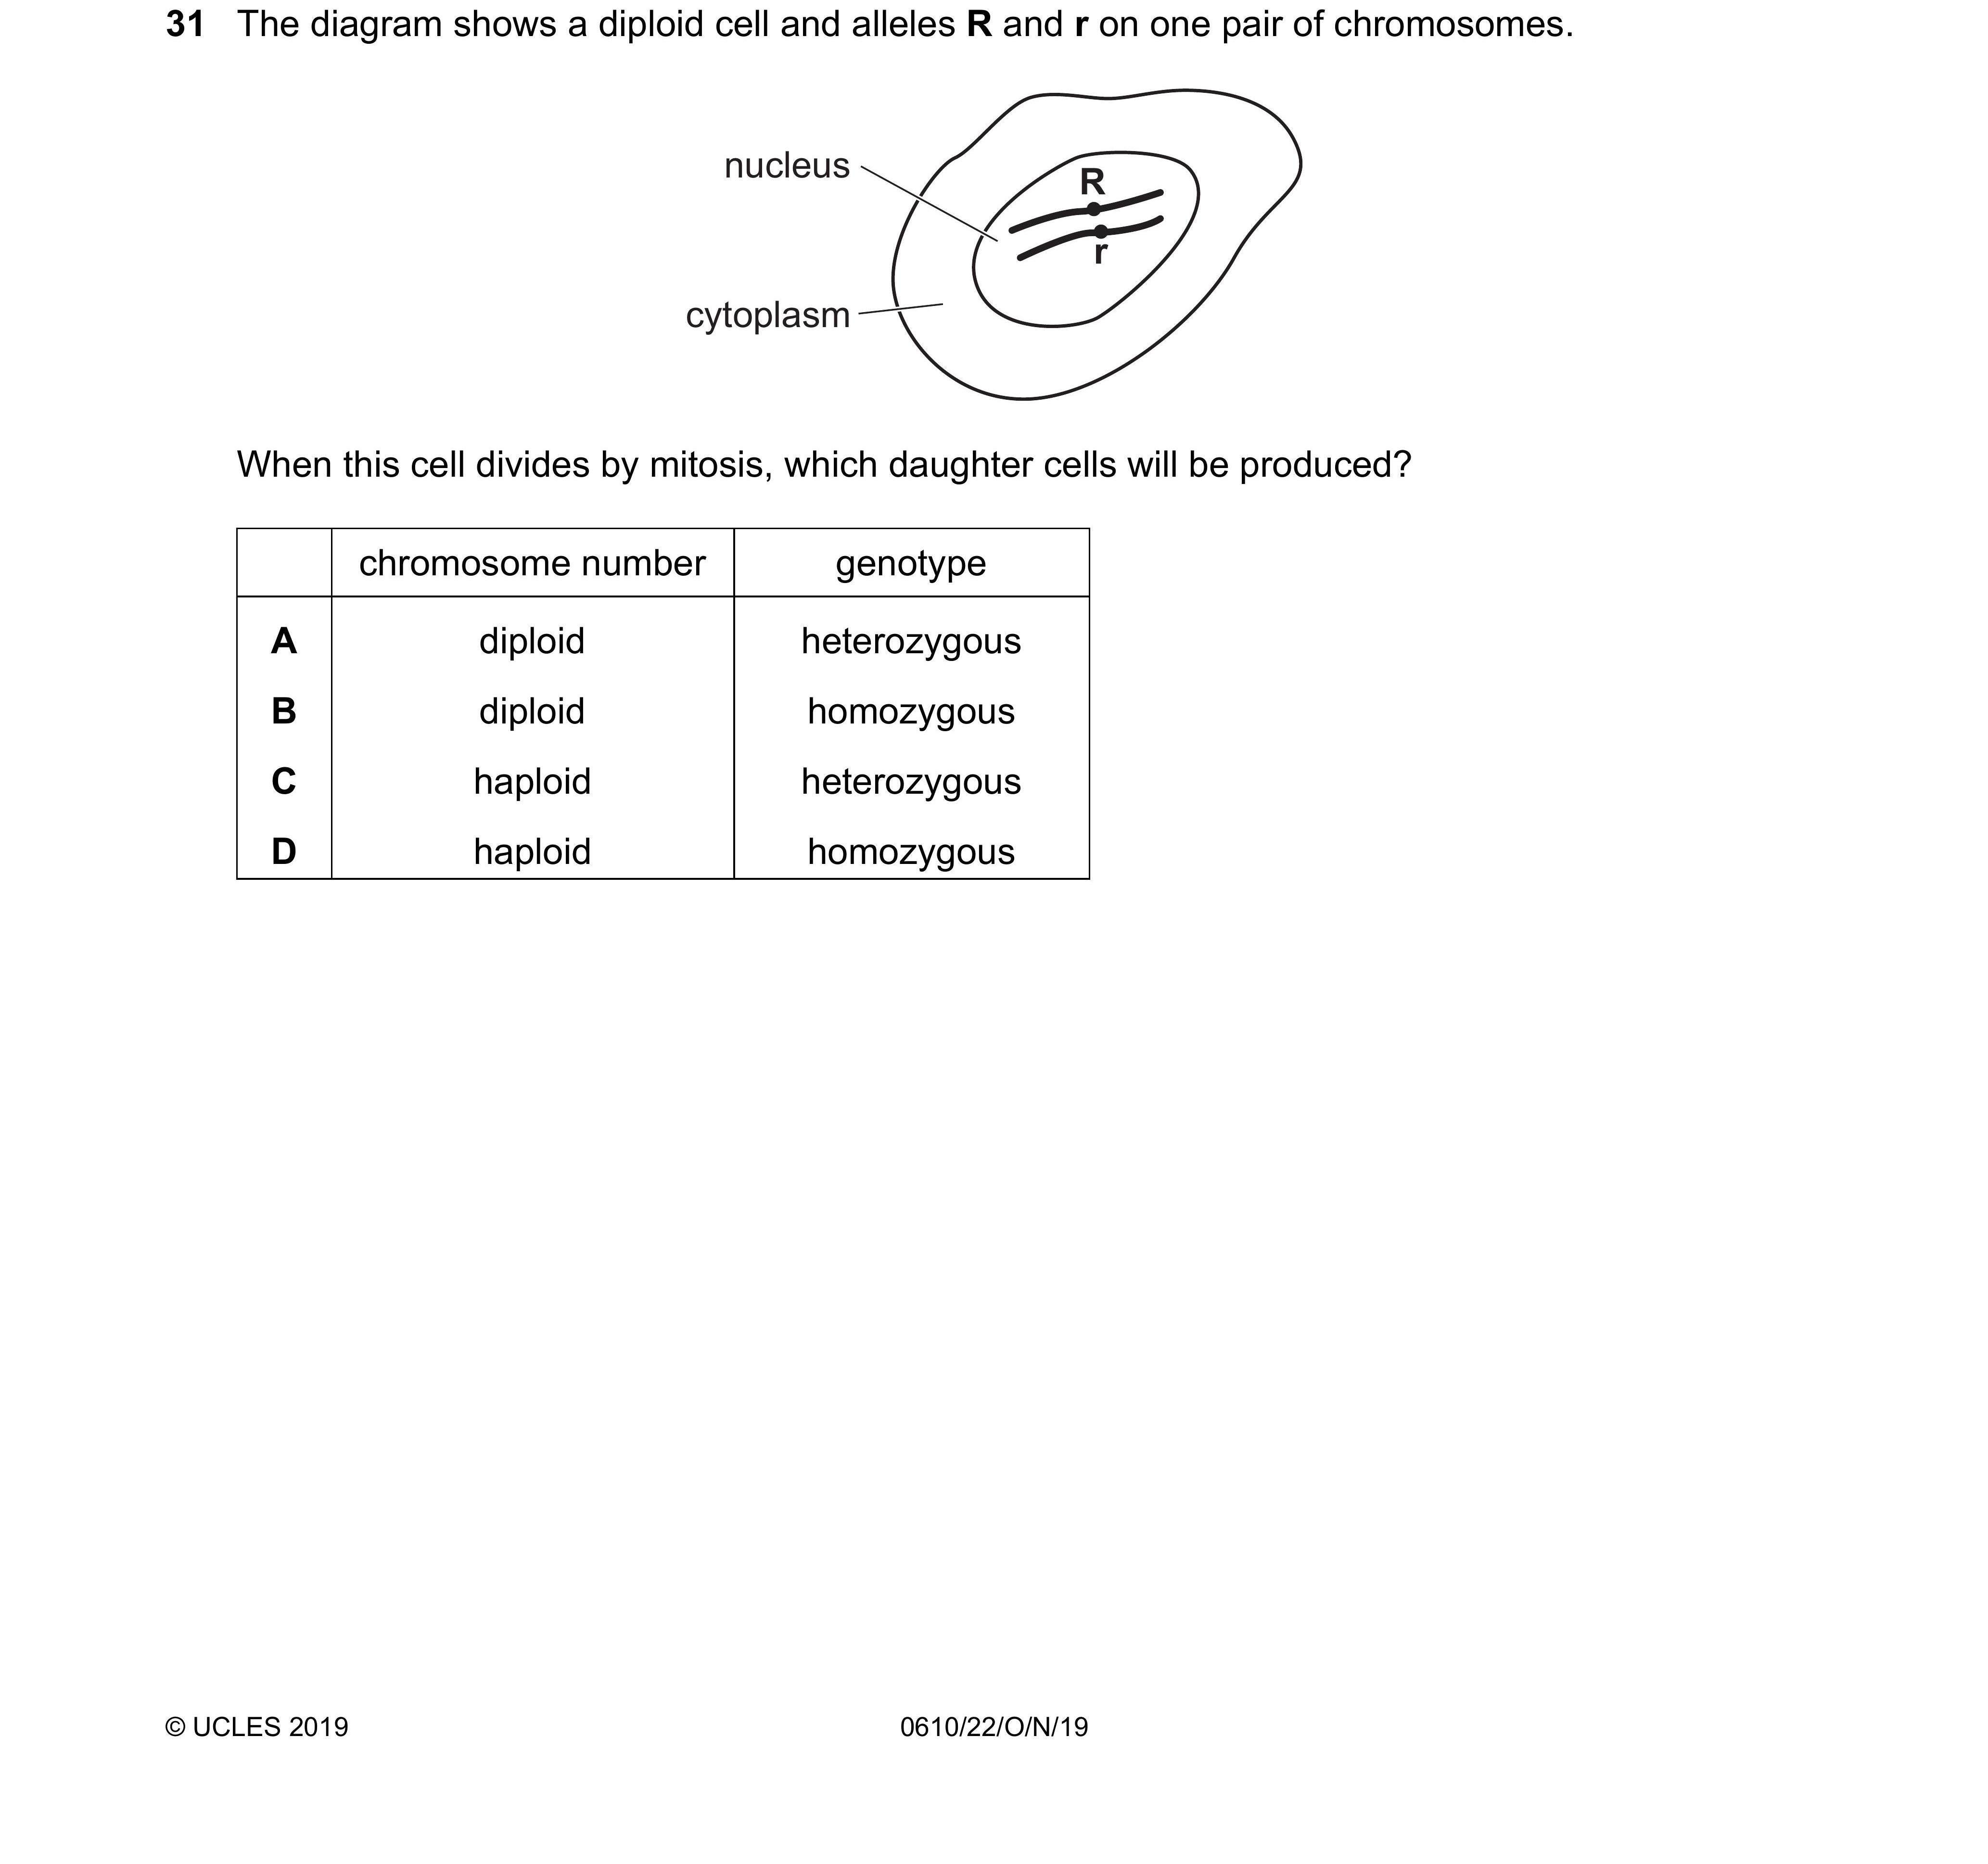 31 The diagram shows a diploid cell and alleles R and r on one pair of chromosomes.
nucleus
R
r
cytoplasm
When this cell divides by mitosis, which daughter cells will be produced?
chromosome number genotype
A diploid heterozygous
B diploid homozygous
C haploid heterozygous
D haploid homozygous
© UCLES 2019 0610/22/O/N/19